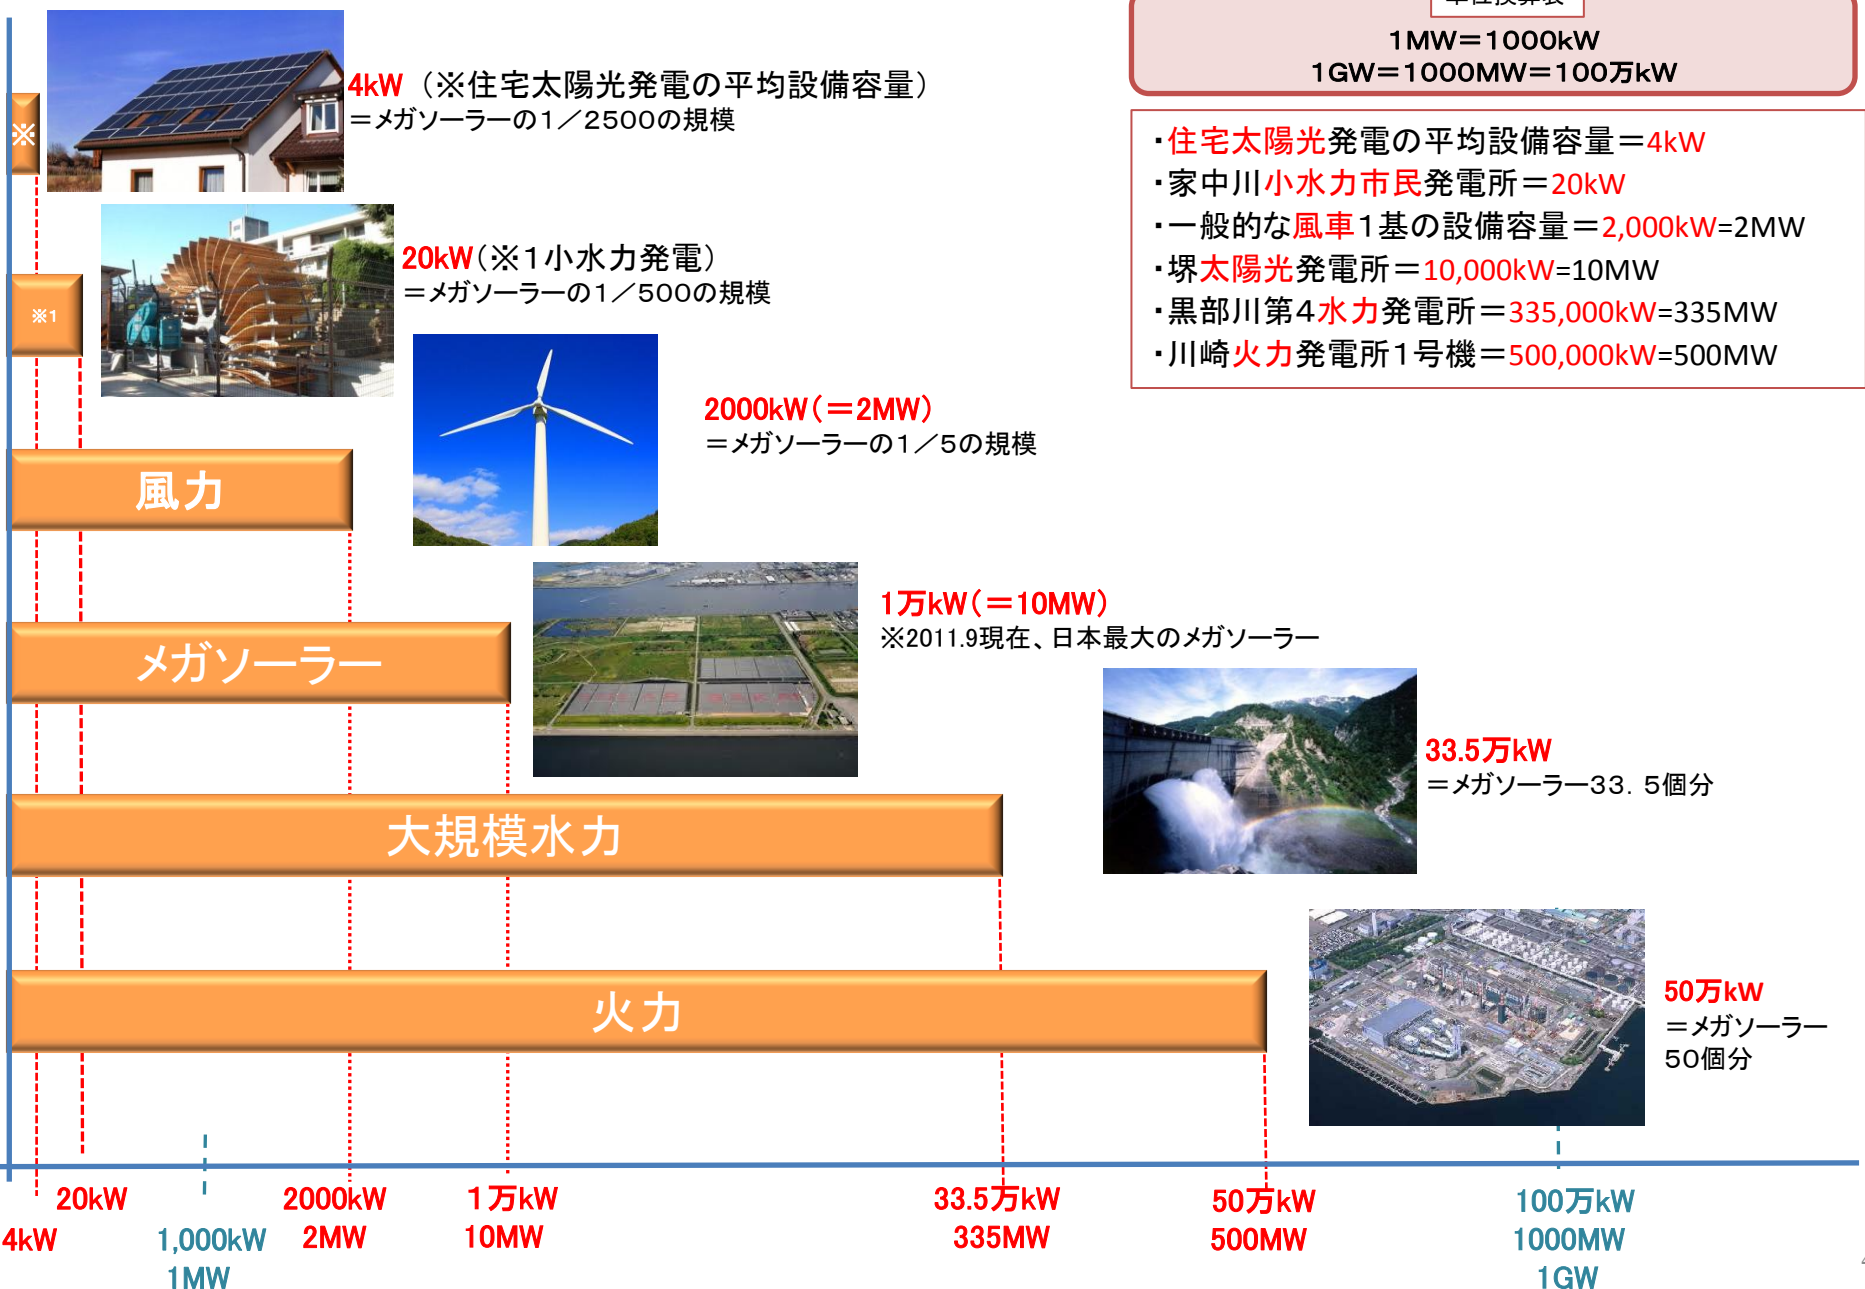 1MW＝1000kW
1GW＝1000MW＝100万kW
4kW （※住宅太陽光発電の平均設備容量）
＝メガソーラーの１／2500の規模
※
・住宅太陽光発電の平均設備容量＝4kW
・家中川小水力市民発電所＝20kW
・一般的な風車１基の設備容量＝2,000kW=2MW
・堺太陽光発電所＝10,000kW=10MW
・黒部川第４水力発電所＝335,000kW=335MW
・川崎火力発電所１号機＝500,000kW=500MW
20kW（※１小水力発電）
＝メガソーラーの１／500の規模
※1
2000kW（＝2MW）
＝メガソーラーの１／５の規模
風力
1万kW（＝10MW）
※2011.9現在、日本最大のメガソーラー
メガソーラー
33.5万kW
＝メガソーラー33．5個分
大規模水力
50万kW
＝メガソーラー
50個分
火力
20kW
2000kW
１万kW
33.5万kW
50万kW
100万kW
4kW
1,000kW
2MW
10MW
335MW
500MW
1000MW
1MW
1GW